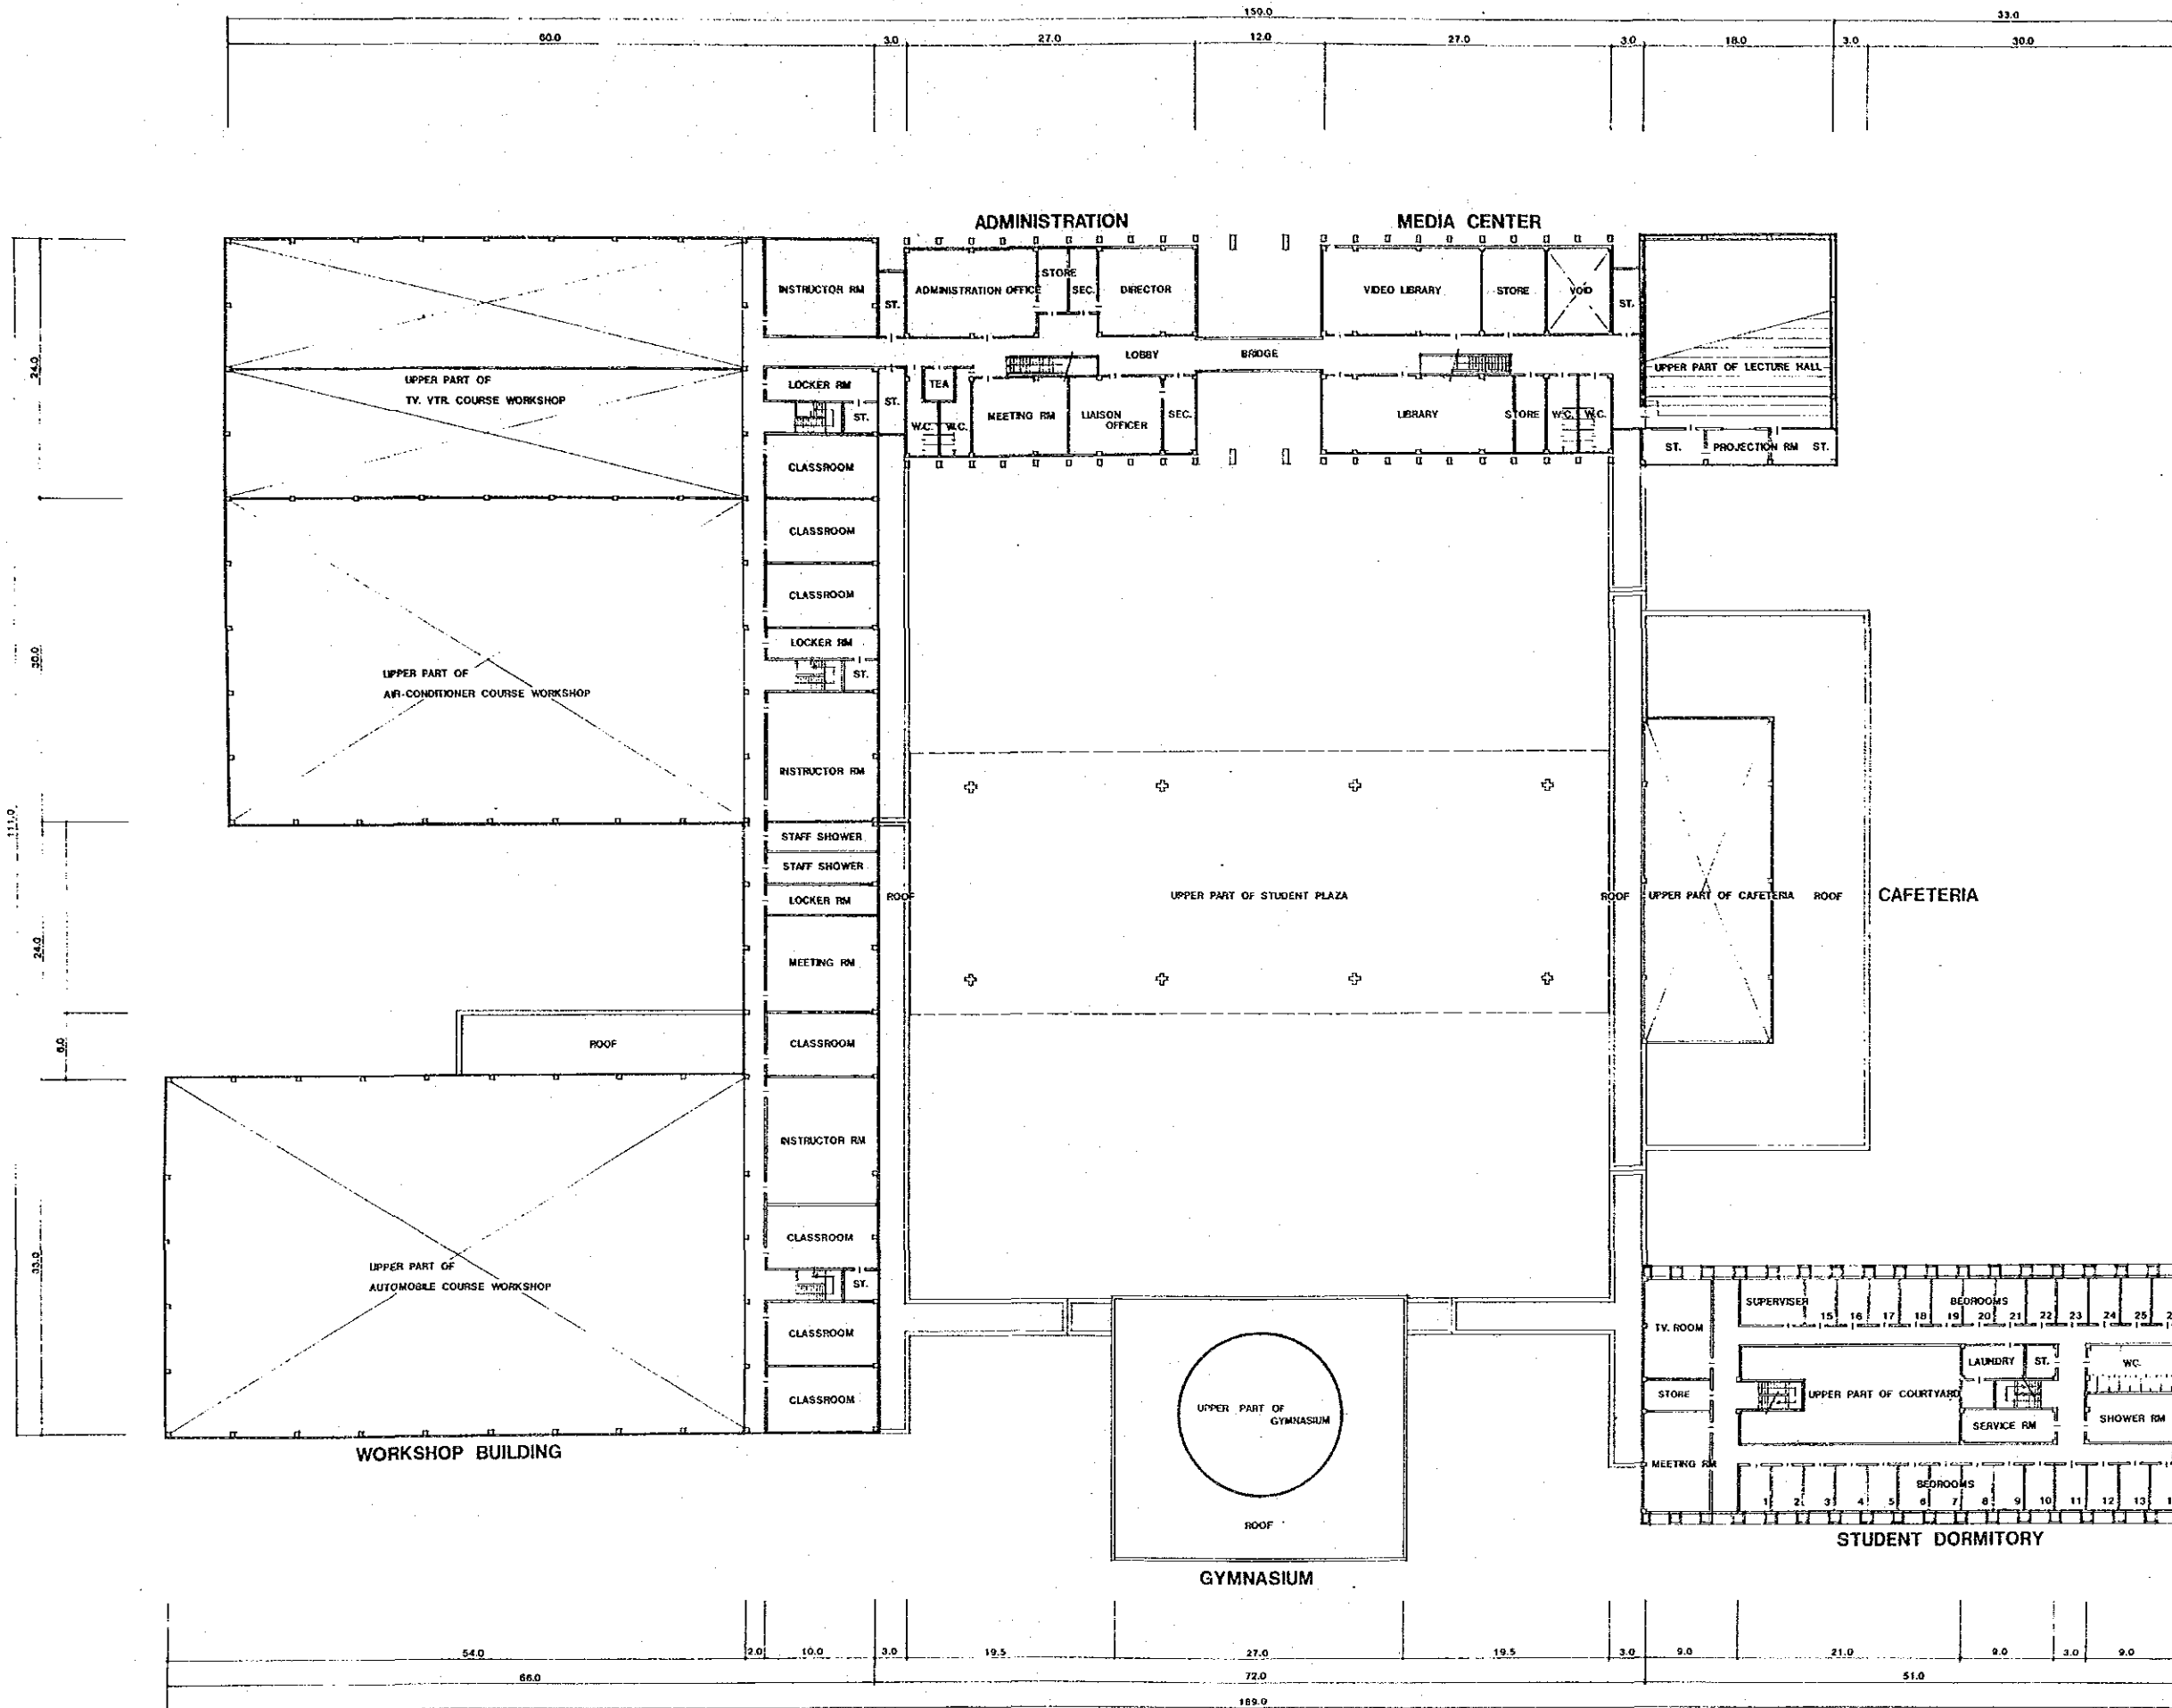 150.0
33.0
60.0
3.0
27.0
12.0
27.0
3.0
18.0
3.0
30.0
ADMINISTRATION
MEDIA CENTER
INSTRUCTOR RM
ST.
ADMINISTRATION OFFICE
STORE
SEC.
DIRECTOR
VIDEO LIBRARY
STORE
VOID
ST.
LOBBY
BRIDGE
24.0
UPPER PART OF
TV. VTR. COURSE WORKSHOP
LOCKER RM
ST.
ST.
TEA
W.C.
W.C.
MEETING RM
LIAISON
OFFICER
SEC.
LIBRARY
STORE
W.C.
W.C.
UPPER PART OF LECTURE HALL
ST.
PROJECTION RM
ST.
CLASSROOM
CLASSROOM
CLASSROOM
LOCKER RM
ST.
30.0
UPPER PART OF
AIR-CONDITIONER COURSE WORKSHOP
INSTRUCTOR RM
111.0
STAFF SHOWER
STAFF SHOWER
LOCKER RM
ROOF
UPPER PART OF STUDENT PLAZA
ROOF
UPPER PART OF CAFETERIA
ROOF
CAFETERIA
24.0
MEETING RM
6.0
ROOF
CLASSROOM
INSTRUCTOR RM
CLASSROOM
33.0
UPPER PART OF
AUTOMOBILE COURSE WORKSHOP
ST.
CLASSROOM
CLASSROOM
WORKSHOP BUILDING
UPPER PART OF
GYMNASIUM
ROOF
GYMNASIUM
SUPERVISER
BEDROOMS
15 16 17 18 19 20 21 22 23 24 25
TV. ROOM
LAUNDRY
ST.
WC.
STORE
UPPER PART OF COURTYARD
SERVICE RM
SHOWER RM
MEETING RM
BEDROOMS
1 2 3 4 5 6 7 8 9 10 11 12 13
STUDENT DORMITORY
54.0
2.0
10.0
3.0
19.5
27.0
19.5
3.0
9.0
21.0
9.0
3.0
9.0
66.0
72.0
51.0
189.0